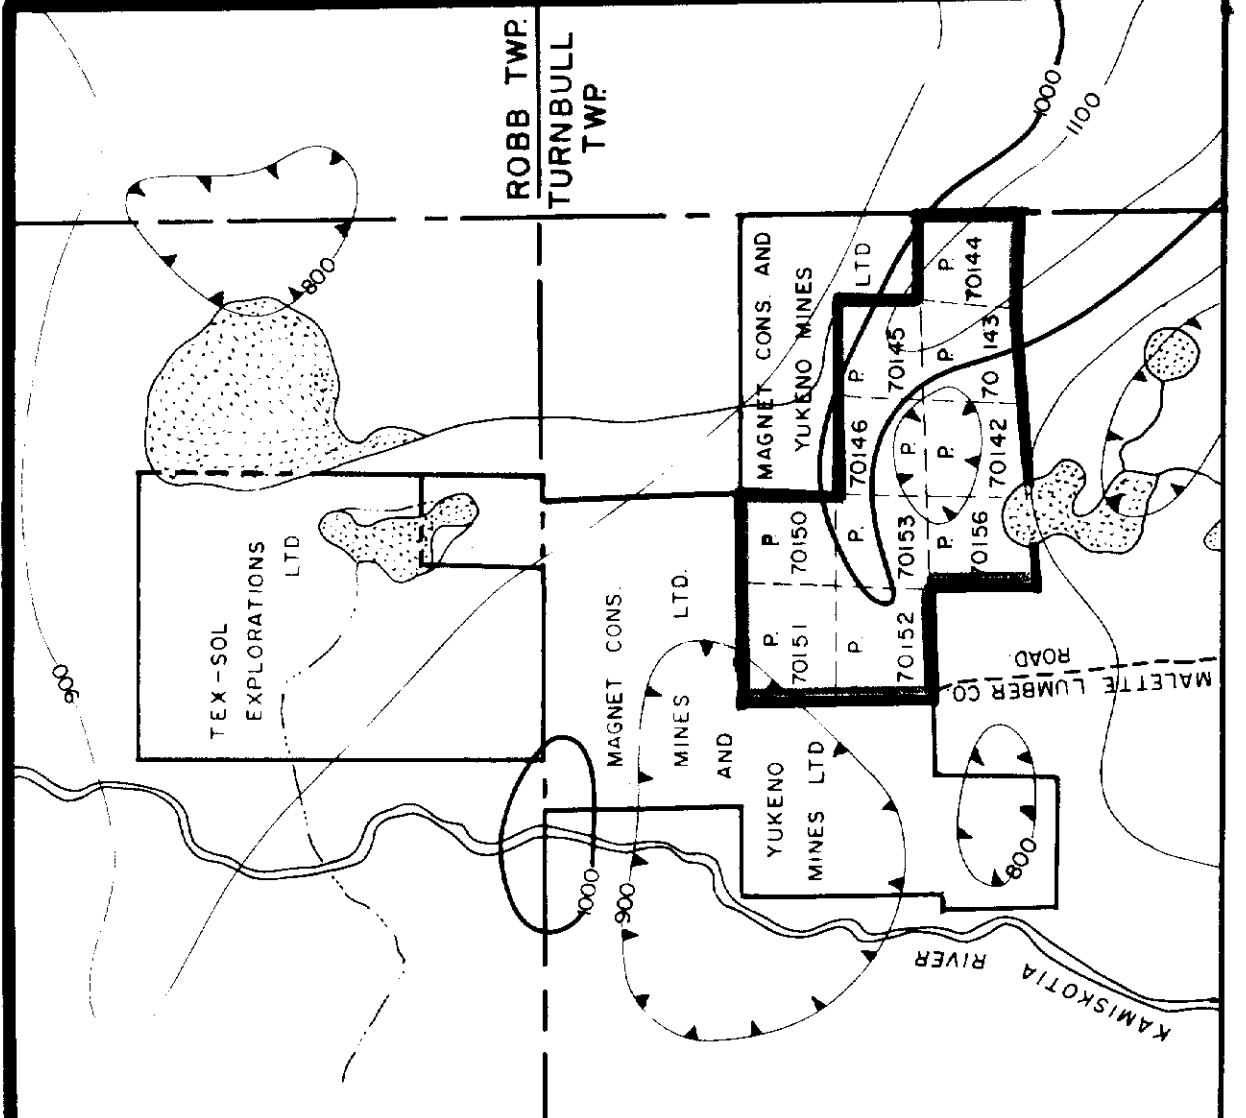 ROBB TWP.
TURNBULL
TWP.
1000
1100
800
MAGNET CONS. AND
YUKENO MINES
LTD
P.
70144
P.
70145
P.
70 143
P.
70146
P.
P.
70142
P.
70150
P.
70153
P.
70156
P.
70151
P.
70152
TEX-SOL
EXPLORATIONS
LTD
900
MAGNET CONS.
MINES LTD.
AND
YUKENO
MINES LTD
MALETTE LUMBER CO.
ROAD
1000
900
800
KAMISKOTIA
RIVER